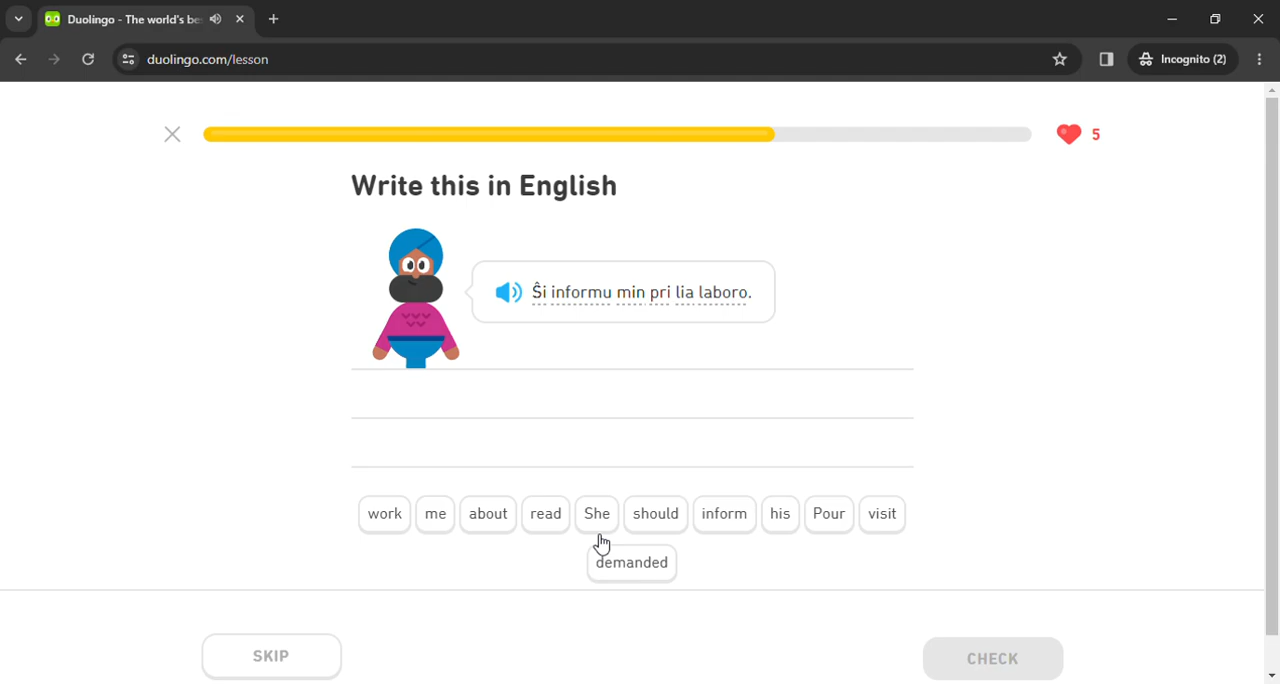 Duolingo - The world's be
duolingo.com/lesson
Incognito (2)
5
Write this in English
Ŝi informu min pri lia laboro.
work me about read She should inform his Pour visit
demanded
SKIP
CHECK